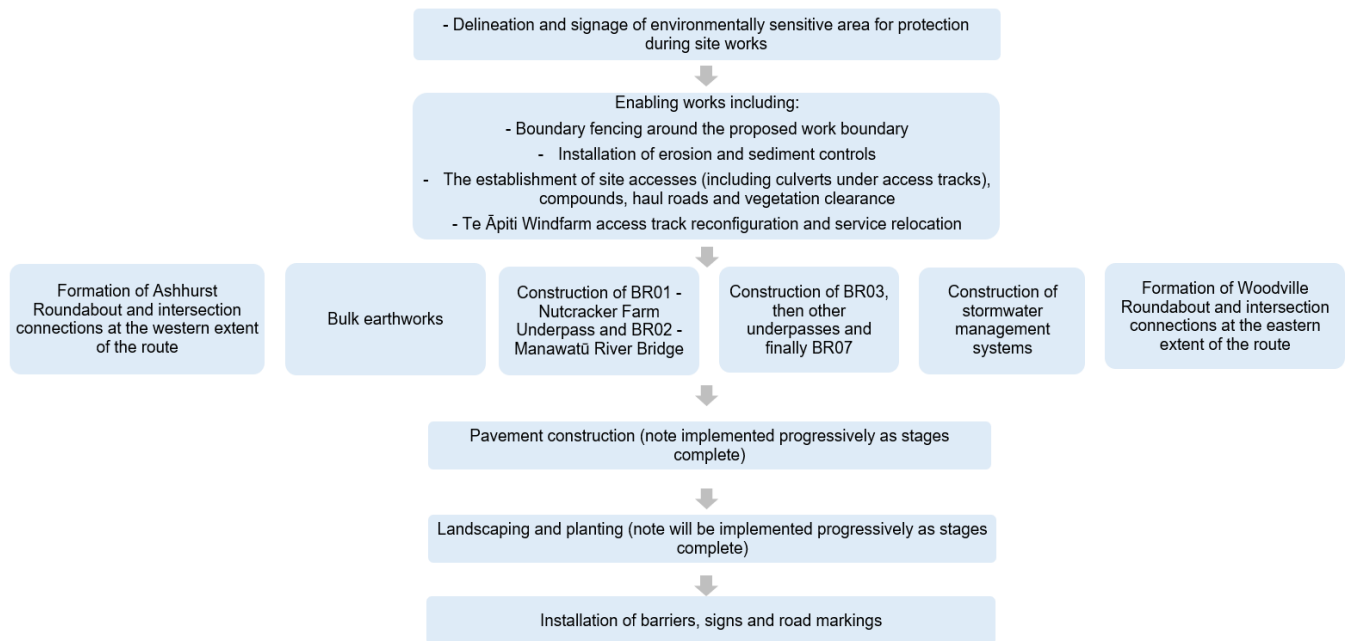 - Delineation and signage of environmentally sensitive area for protection
during site works
Enabling works including:
- Boundary fencing around the proposed work boundary
- Installation of erosion and sediment controls
- The establishment of site accesses (including culverts under access tracks),
compounds, haul roads and vegetation clearance
- Te Āpiti Windfarm access track reconfiguration and service relocation
Formation of Ashhurst
Roundabout and intersection
connections at the western extent
of the route
Bulk earthworks
Construction of BR01 -
Nutcracker Farm
Underpass and BR02 -
Manawatū River Bridge
Construction of BR03,
then other
underpasses and
finally BR07
Construction of
stormwater
management
systems
Formation of Woodville
Roundabout and intersection
connections at the eastern
extent of the route
Pavement construction (note implemented progressively as stages
complete)
Landscaping and planting (note will be implemented progressively as stages
complete)
Installation of barriers, signs and road markings